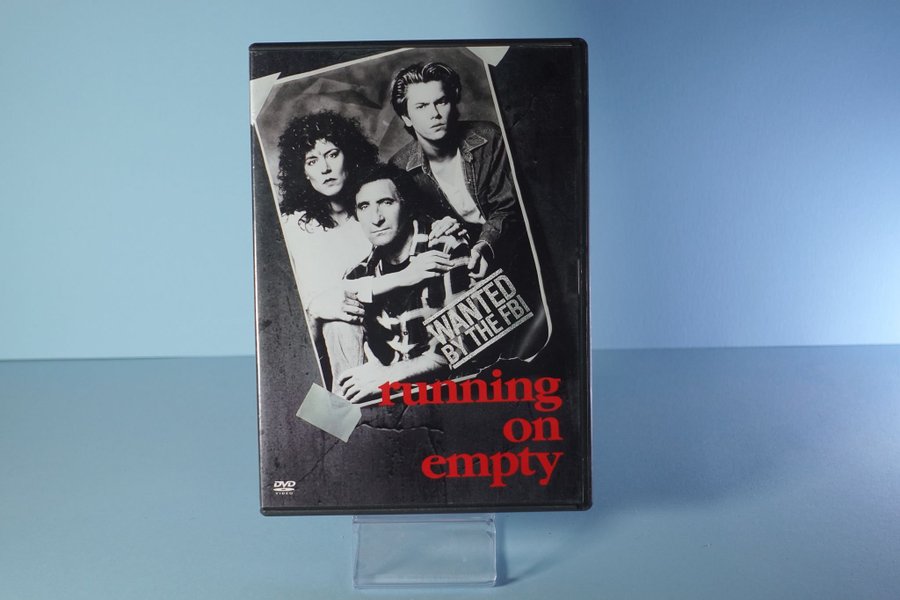 WANTED
BY THE FBI
running
on
empty
DVD
VIDEO